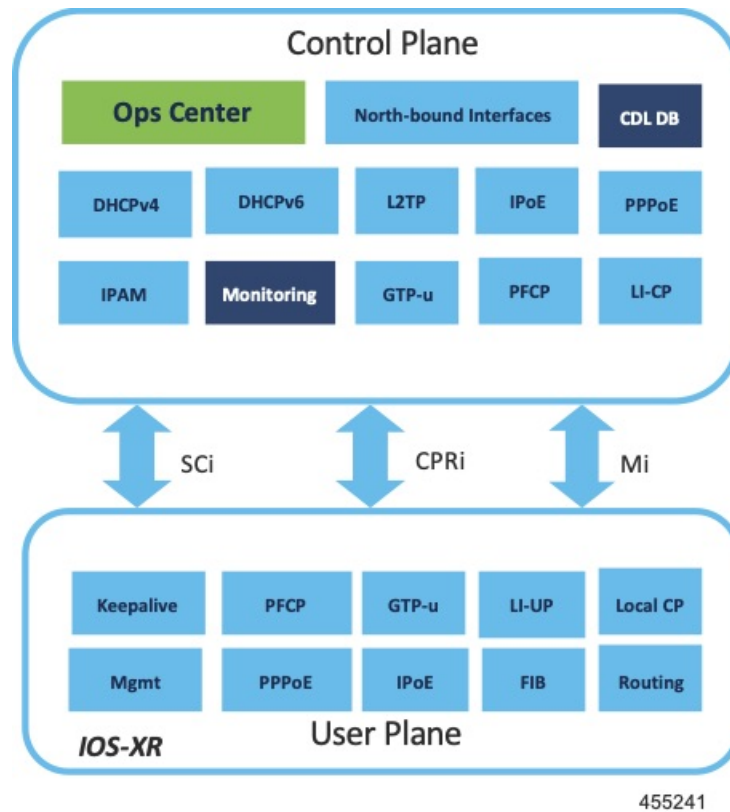 Control Plane
Ops Center
North-bound Interfaces
CDL DB
DHCPv4
DHCPv6
L2TP
IPoE
PPPoE
IPAM
Monitoring
GTP-u
PFCP
LI-CP
SCi
CPRi
Mi
Keepalive
PFCP
GTP-u
LI-UP
Local CP
Mgmt
PPPoE
IPoE
FIB
Routing
IOS-XR
User Plane
455241